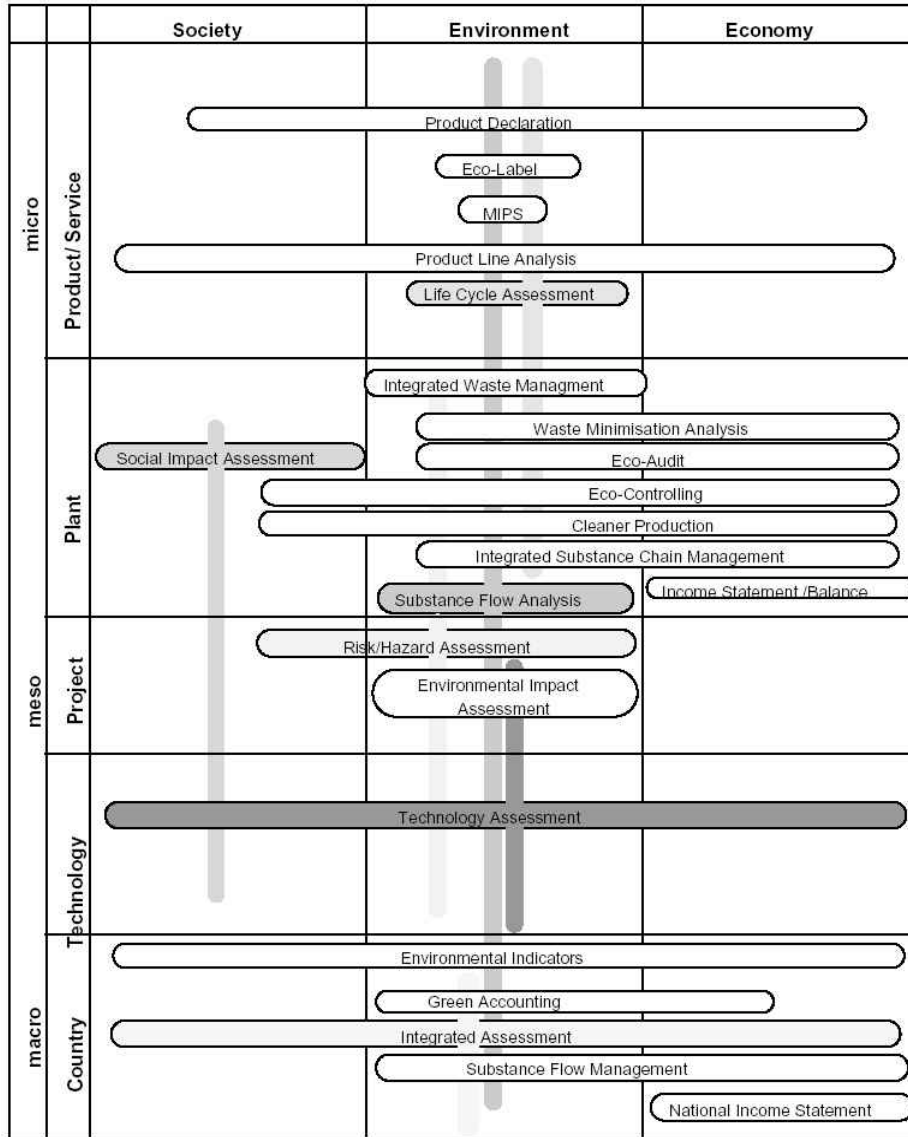 Society Environment Economy
micro
Product/ Service
Product Declaration
Eco-Label
MIPS
Product Line Analysis
Life Cycle Assessment
meso
Plant
Integrated Waste Managment
Waste Minimisation Analysis
Social Impact Assessment
Eco-Audit
Eco-Controlling
Cleaner Production
Integrated Substance Chain Management
Income Statement /Balance
Substance Flow Analysis
Project
Risk/Hazard Assessment
Environmental Impact
Assessment
Technology
Technology Assessment
macro
Country
Environmental Indicators
Green Accounting
Integrated Assessment
Substance Flow Management
National Income Statement